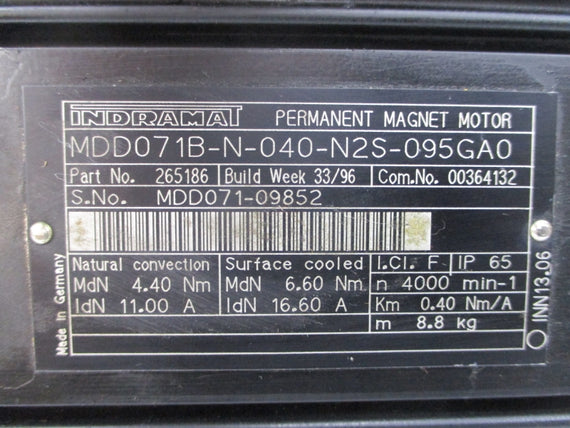 INDRAMAT PERMANENT MAGNET MOTOR
MDD071B-N-040-N2S-095GA0
Part No. 265186 Build Week 33/96 Com.No. 00364132
S.No. MDD071-09852
Natural convection Surface cooled I.Cl. F IP 65
MdN 4.40 Nm MdN 6.60 Nm n 4000 min-1
IdN 11.00 A IdN 16.60 A Km 0.40 Nm/A
m 8.8 kg
Made in Germany
INN13.06